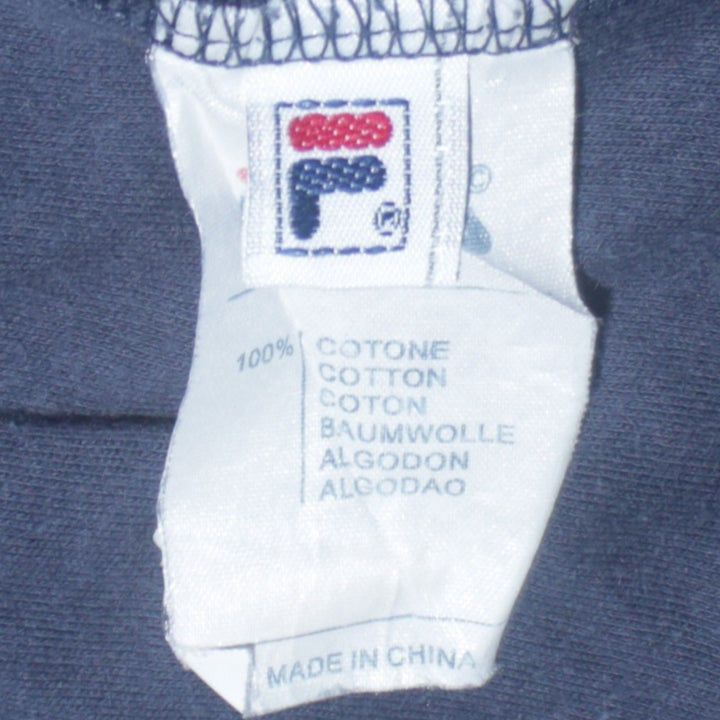 F
®
©
100%
COTONE
COTTON
COTON
BAUMWOLLE
ALGODON
ALGODAO
MADE IN CHINA